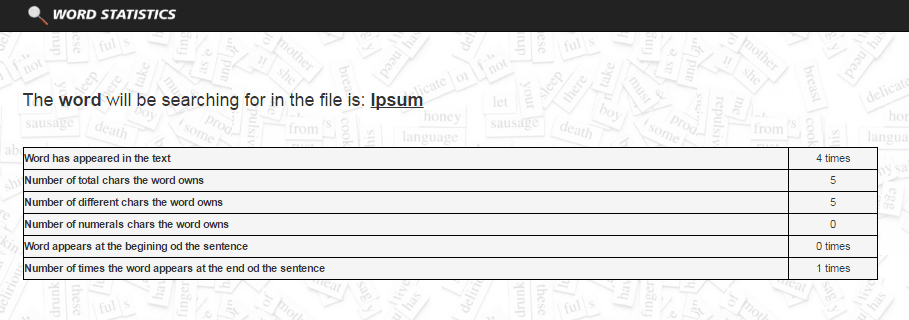 WORD STATISTICS
The word will be searching for in the file is: Ipsum
Word has appeared in the text 4 times
Number of total chars the word owns 5
Number of different chars the word owns 5
Number of numerals chars the word owns 0
Word appears at the begining od the sentence 0 times
Number of times the word appears at the end od the sentence 1 times